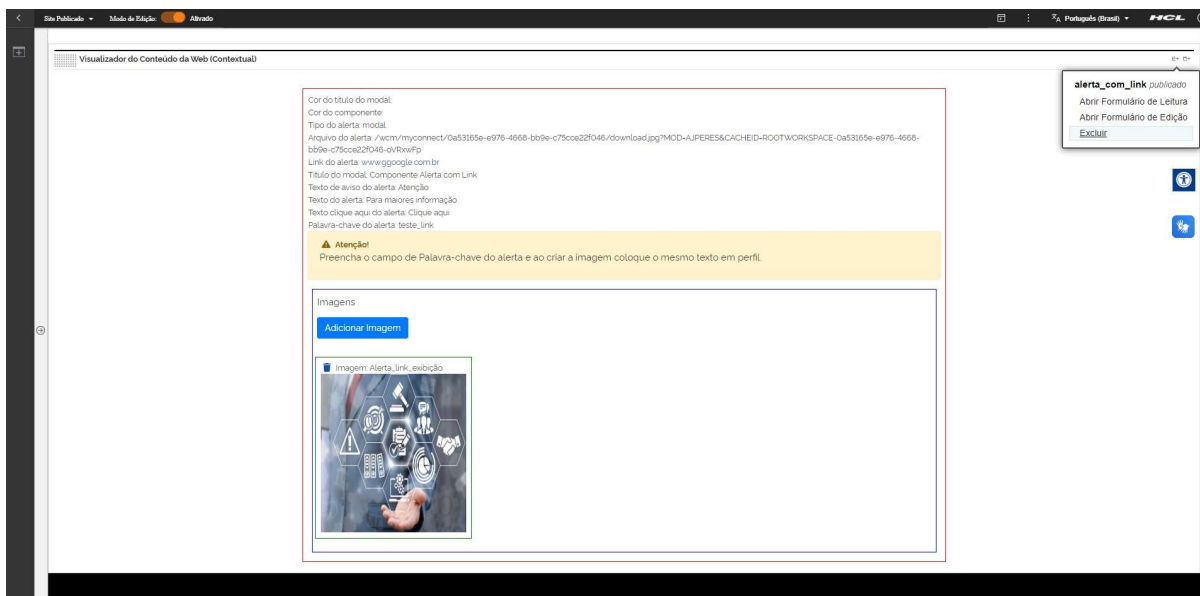 Site Publicado
Modo de Edição:
Ativado
Português (Brasil)
HCL
Visualizador do Conteúdo da Web (Contextual)
alerta_com_link publicado
Abrir Formulário de Leitura
Abrir Formulário de Edição
Excluir
Cor do titulo do modal:
Cor do componente:
Tipo do alerta: modal
Arquivo do alerta: /wcm/myconnect/0a53165e-e976-4668-bb9e-c75cce22f046/download.jpg?MOD=AJPERES&CACHEID=ROOTWORKSPACE-0a53165e-e976-4668-
bb9e-c75cce22f046-oVRxwFp
Link do alerta: www.ggoogle.com.br
Titulo do modal: Componente Alerta com Link
Texto de aviso do alerta: Atenção
Texto do alerta: Para maiores informação
Texto clique aqui do alerta: Clique aqui
Palavra-chave do alerta: teste_link
Atenção!
Preencha o campo de Palavra-chave do alerta e ao criar a imagem coloque o mesmo texto em perfil.
Imagens
Adicionar Imagem
Imagem: Alerta_link_exibição